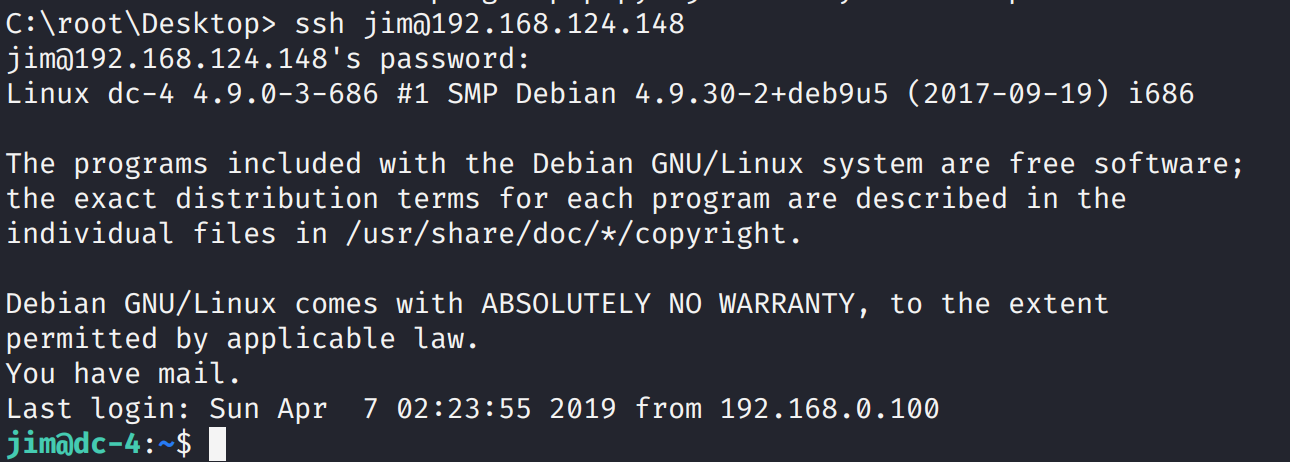 C:\root\Desktop> ssh jim@192.168.124.148
jim@192.168.124.148's password:
Linux dc-4 4.9.0-3-686 #1 SMP Debian 4.9.30-2+deb9u5 (2017-09-19) i686
The programs included with the Debian GNU/Linux system are free software;
the exact distribution terms for each program are described in the
individual files in /usr/share/doc/*/copyright.
Debian GNU/Linux comes with ABSOLUTELY NO WARRANTY, to the extent
permitted by applicable law.
You have mail.
Last login: Sun Apr  7 02:23:55 2019 from 192.168.0.100
jim@dc-4:~$